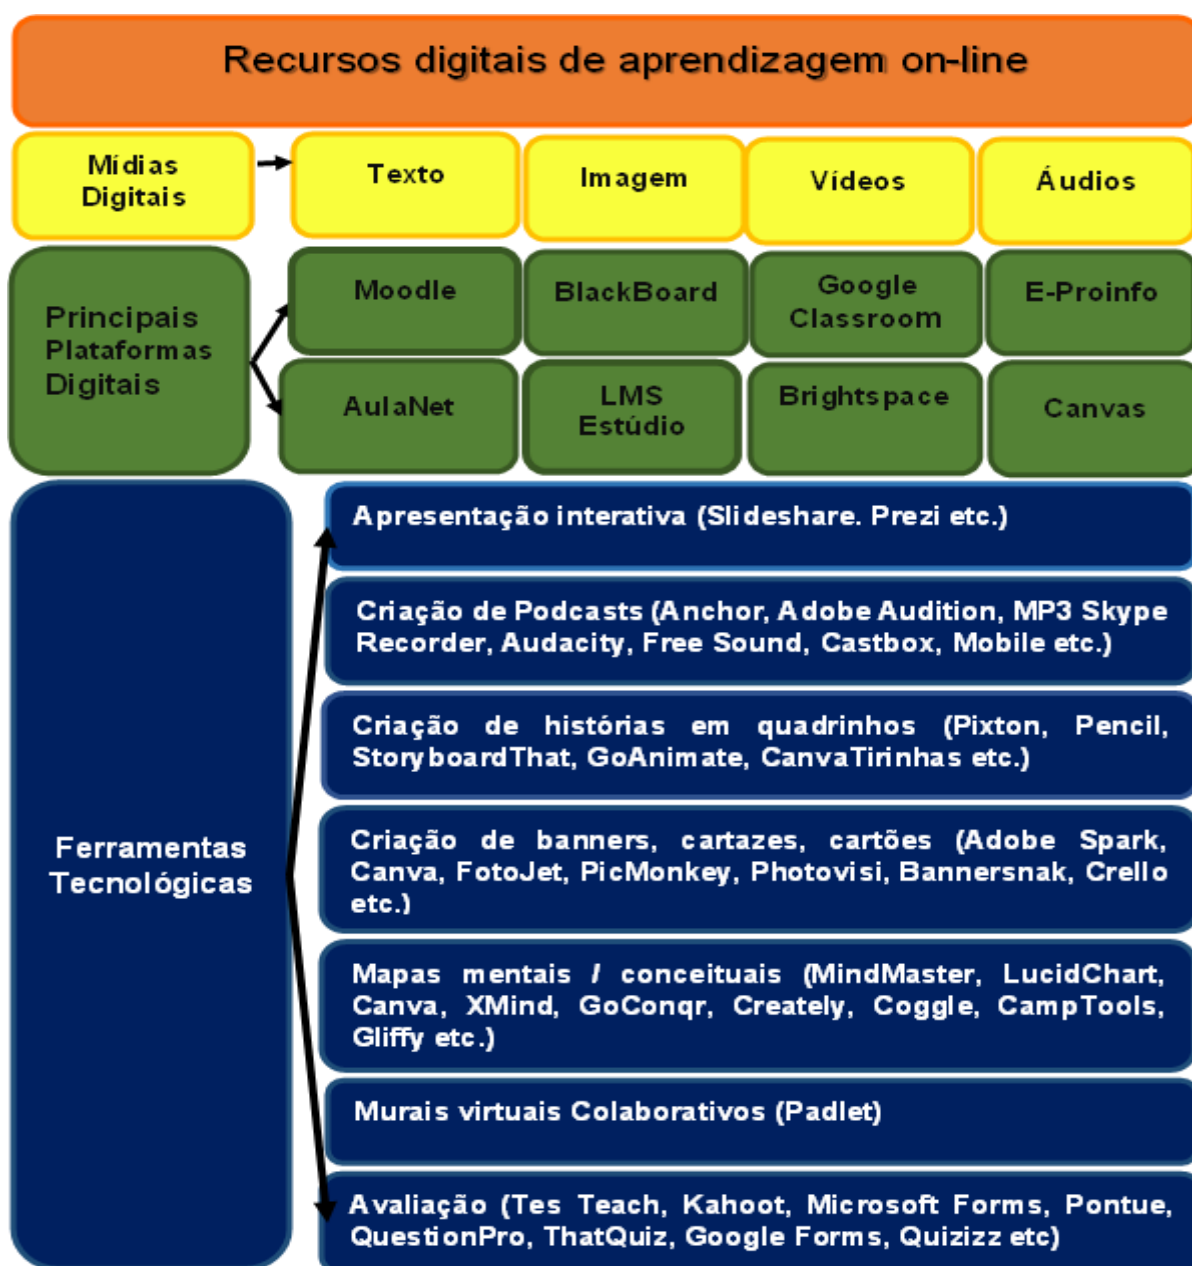 Recursos digitais de aprendizagem on-line
Mídias
Digitais
Texto
Imagem
Vídeos
Áudios
Principais
Plataformas
Digitais
Moodle
BlackBoard
Google
Classroom
E-Proinfo
AulaNet
LMS
Estúdio
Brightspace
Canvas
Ferramentas
Tecnológicas
Apresentação interativa (Slideshare. Prezi etc.)
Criação de Podcasts (Anchor, Adobe Audition, MP3 Skype
Recorder, Audacity, Free Sound, Castbox, Mobile etc.)
Criação de histórias em quadrinhos (Pixton, Pencil,
StoryboardThat, GoAnimate, CanvaTirinhas etc.)
Criação de banners, cartazes, cartões (Adobe Spark,
Canva, FotoJet, PicMonkey, Photovisi, Bannersnak, Crello
etc.)
Mapas mentais / conceituais (MindMaster, LucidChart,
Canva, XMind, GoConqr, Creately, Coggle, CampTools,
Gliffy etc.)
Murais virtuais Colaborativos (Padlet)
Avaliação (Tes Teach, Kahoot, Microsoft Forms, Pontue,
QuestionPro, ThatQuiz, Google Forms, Quizizz etc)